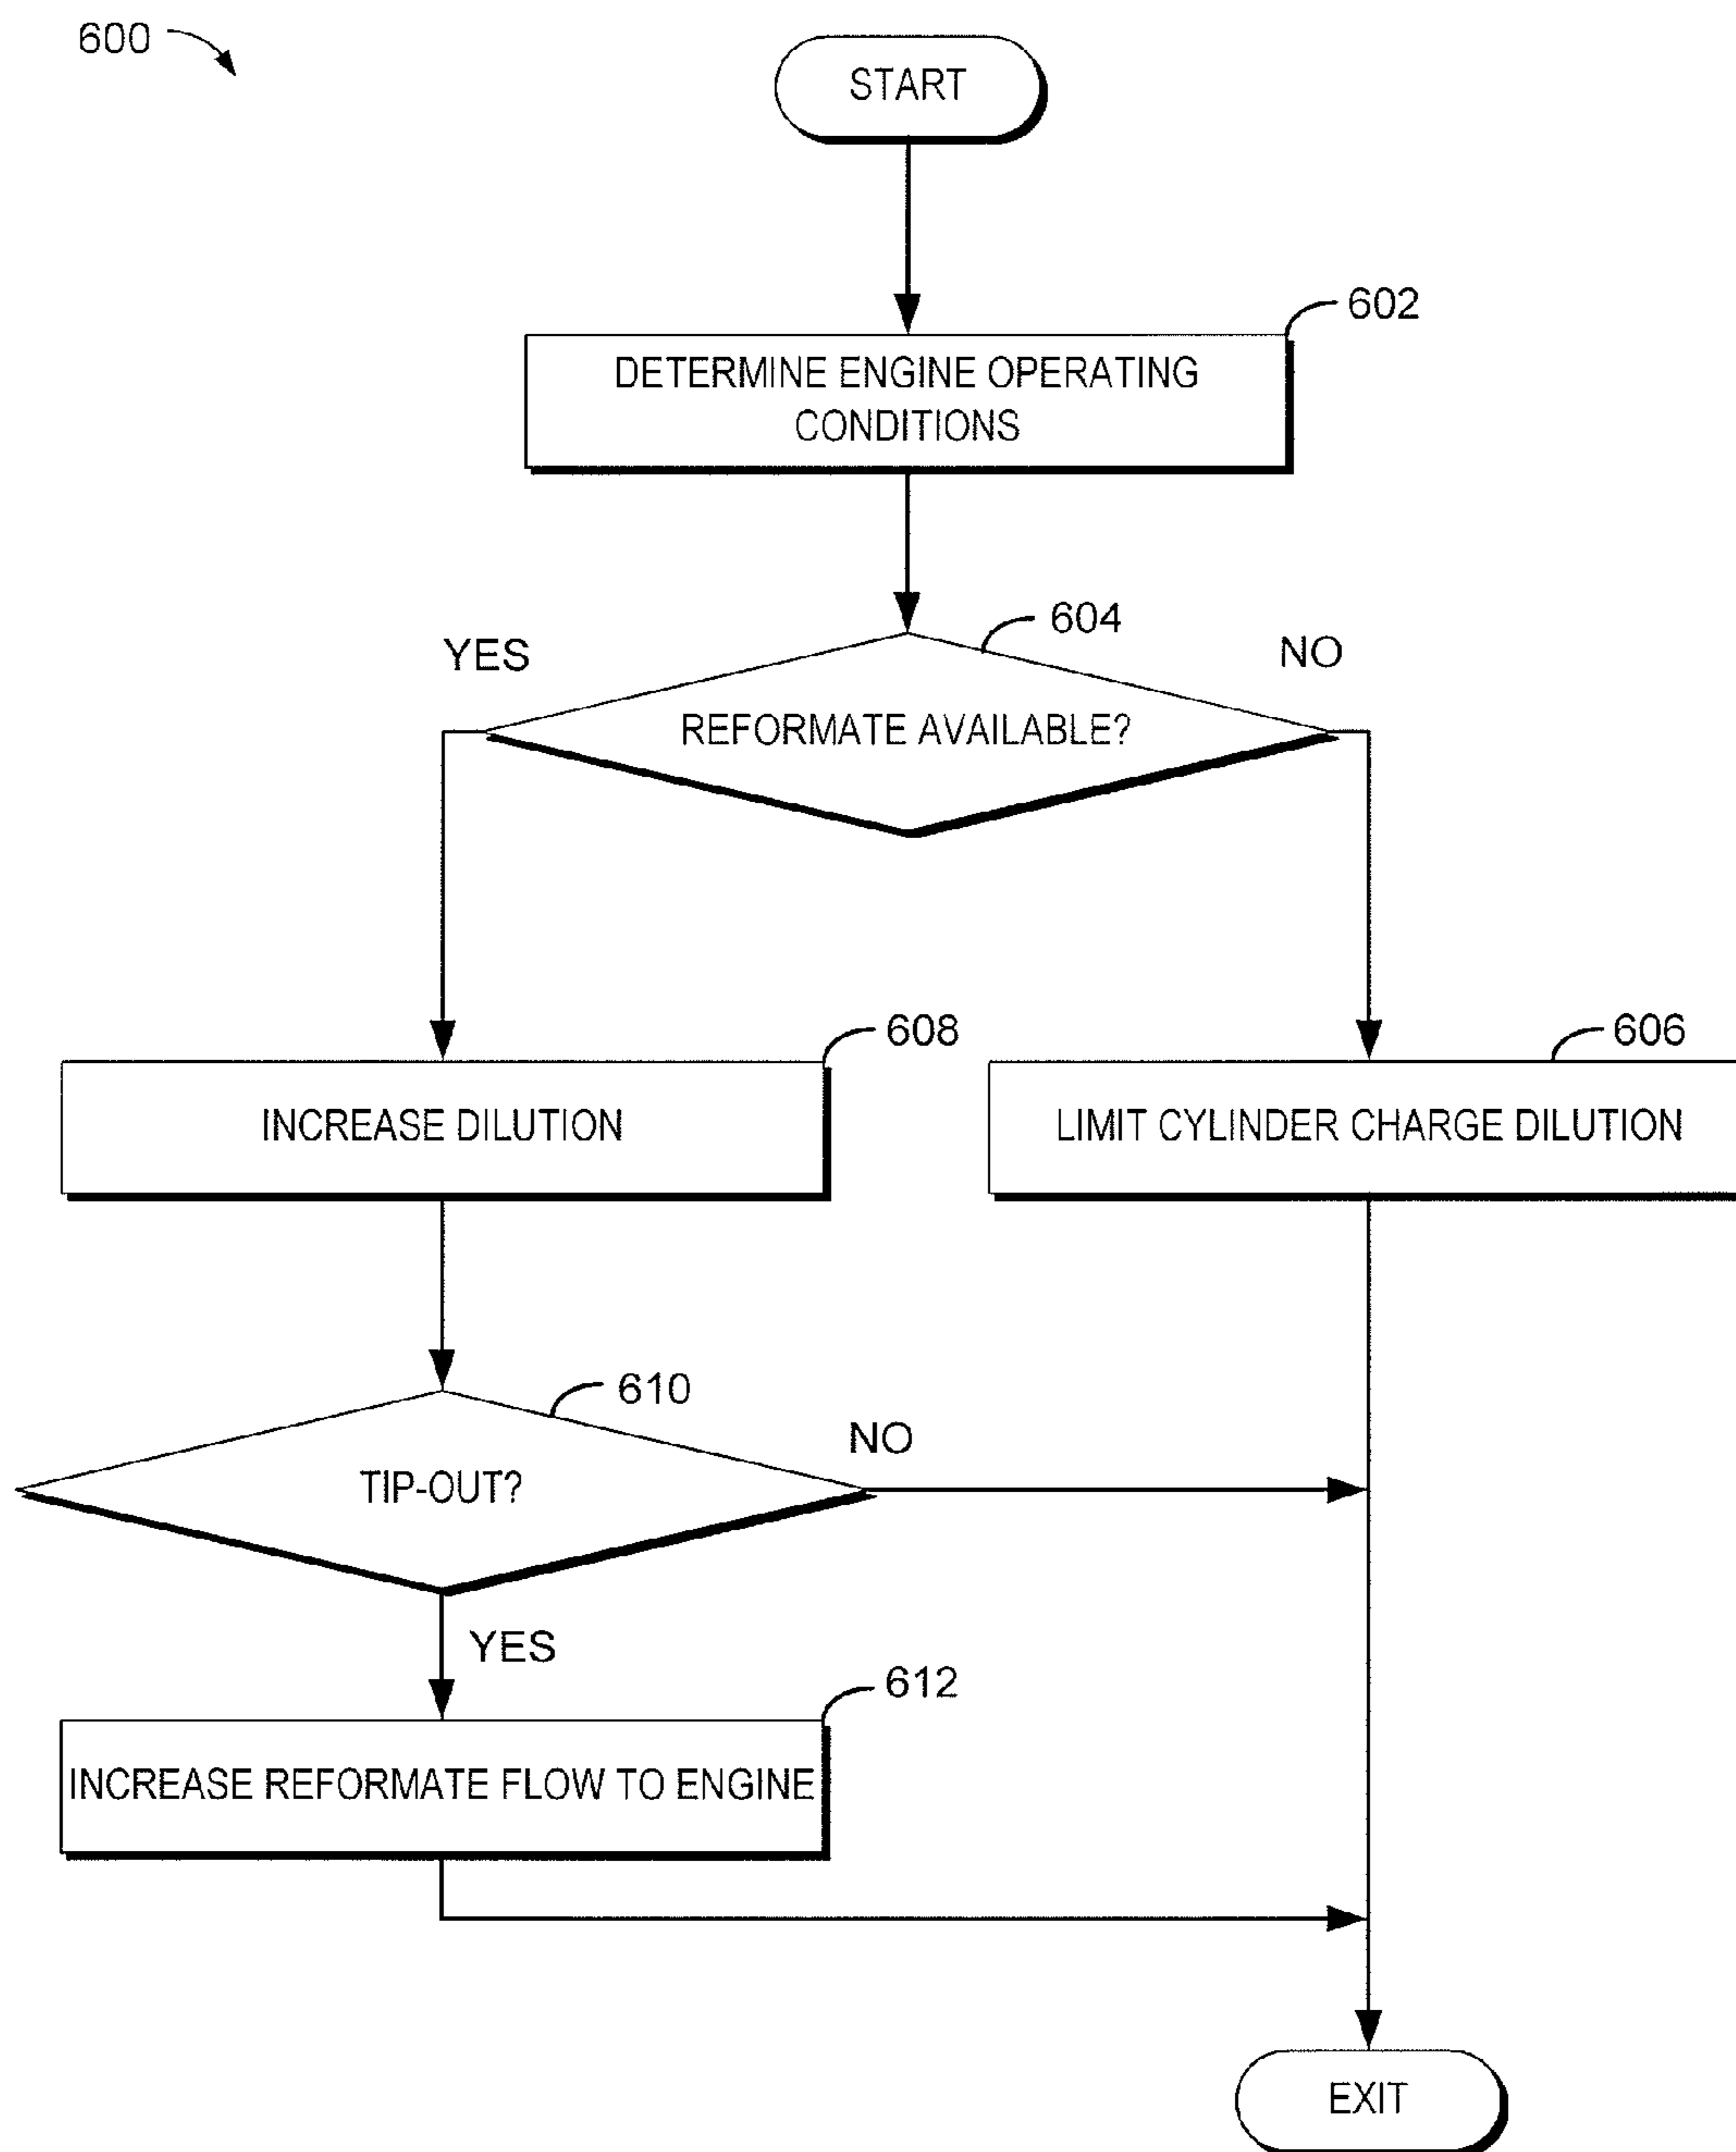 600
START
602
DETERMINE ENGINE OPERATING
CONDITIONS
604
YES
NO
REFORMATE AVAILABLE?
608
606
INCREASE DILUTION
LIMIT CYLINDER CHARGE DILUTION
610
NO
TIP-OUT?
YES
612
INCREASE REFORMATE FLOW TO ENGINE
EXIT